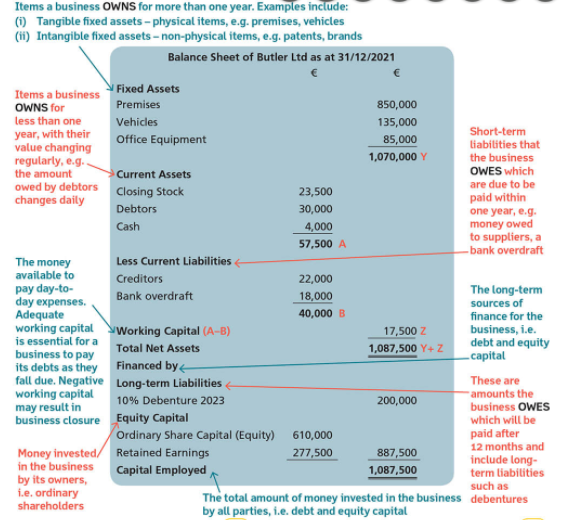 Items a business OWNS for more than one year. Examples include:
(i) Tangible fixed assets – physical items, e.g. premises, vehicles
(ii) Intangible fixed assets – non-physical items, e.g. patents, brands
Balance Sheet of Butler Ltd as at 31/12/2021
€ €
Fixed Assets
Premises 850,000
Vehicles 135,000
Office Equipment 85,000
1,070,000 Y
Current Assets
Closing Stock 23,500
Debtors 30,000
Cash 4,000
57,500 A
Less Current Liabilities
Creditors 22,000
Bank overdraft 18,000
40,000 B
Working Capital (A–B) 17,500 Z
Total Net Assets 1,087,500 Y+ Z
Financed by
Long-term Liabilities
10% Debenture 2023 200,000
Equity Capital
Ordinary Share Capital (Equity) 610,000
Retained Earnings 277,500 887,500
Capital Employed 1,087,500
Items a business
OWNS for
less than one
year, with their
value changing
regularly, e.g.
the amount
owed by debtors
changes daily
The money
available to
pay day-to-
day expenses.
Adequate
working capital
is essential for a
business to pay
its debts as they
fall due. Negative
working capital
may result in
business closure
Money invested
in the business
by its owners,
i.e. ordinary
shareholders
Short-term
liabilities that
the business
OWES which
are due to be
paid within
one year, e.g.
money owed
to suppliers, a
bank overdraft
The long-term
sources of
finance for the
business, i.e.
debt and equity
capital
These are
amounts the
business OWES
which will be
paid after
12 months and
include long-
term liabilities
such as
debentures
The total amount of money invested in the business
by all parties, i.e. debt and equity capital